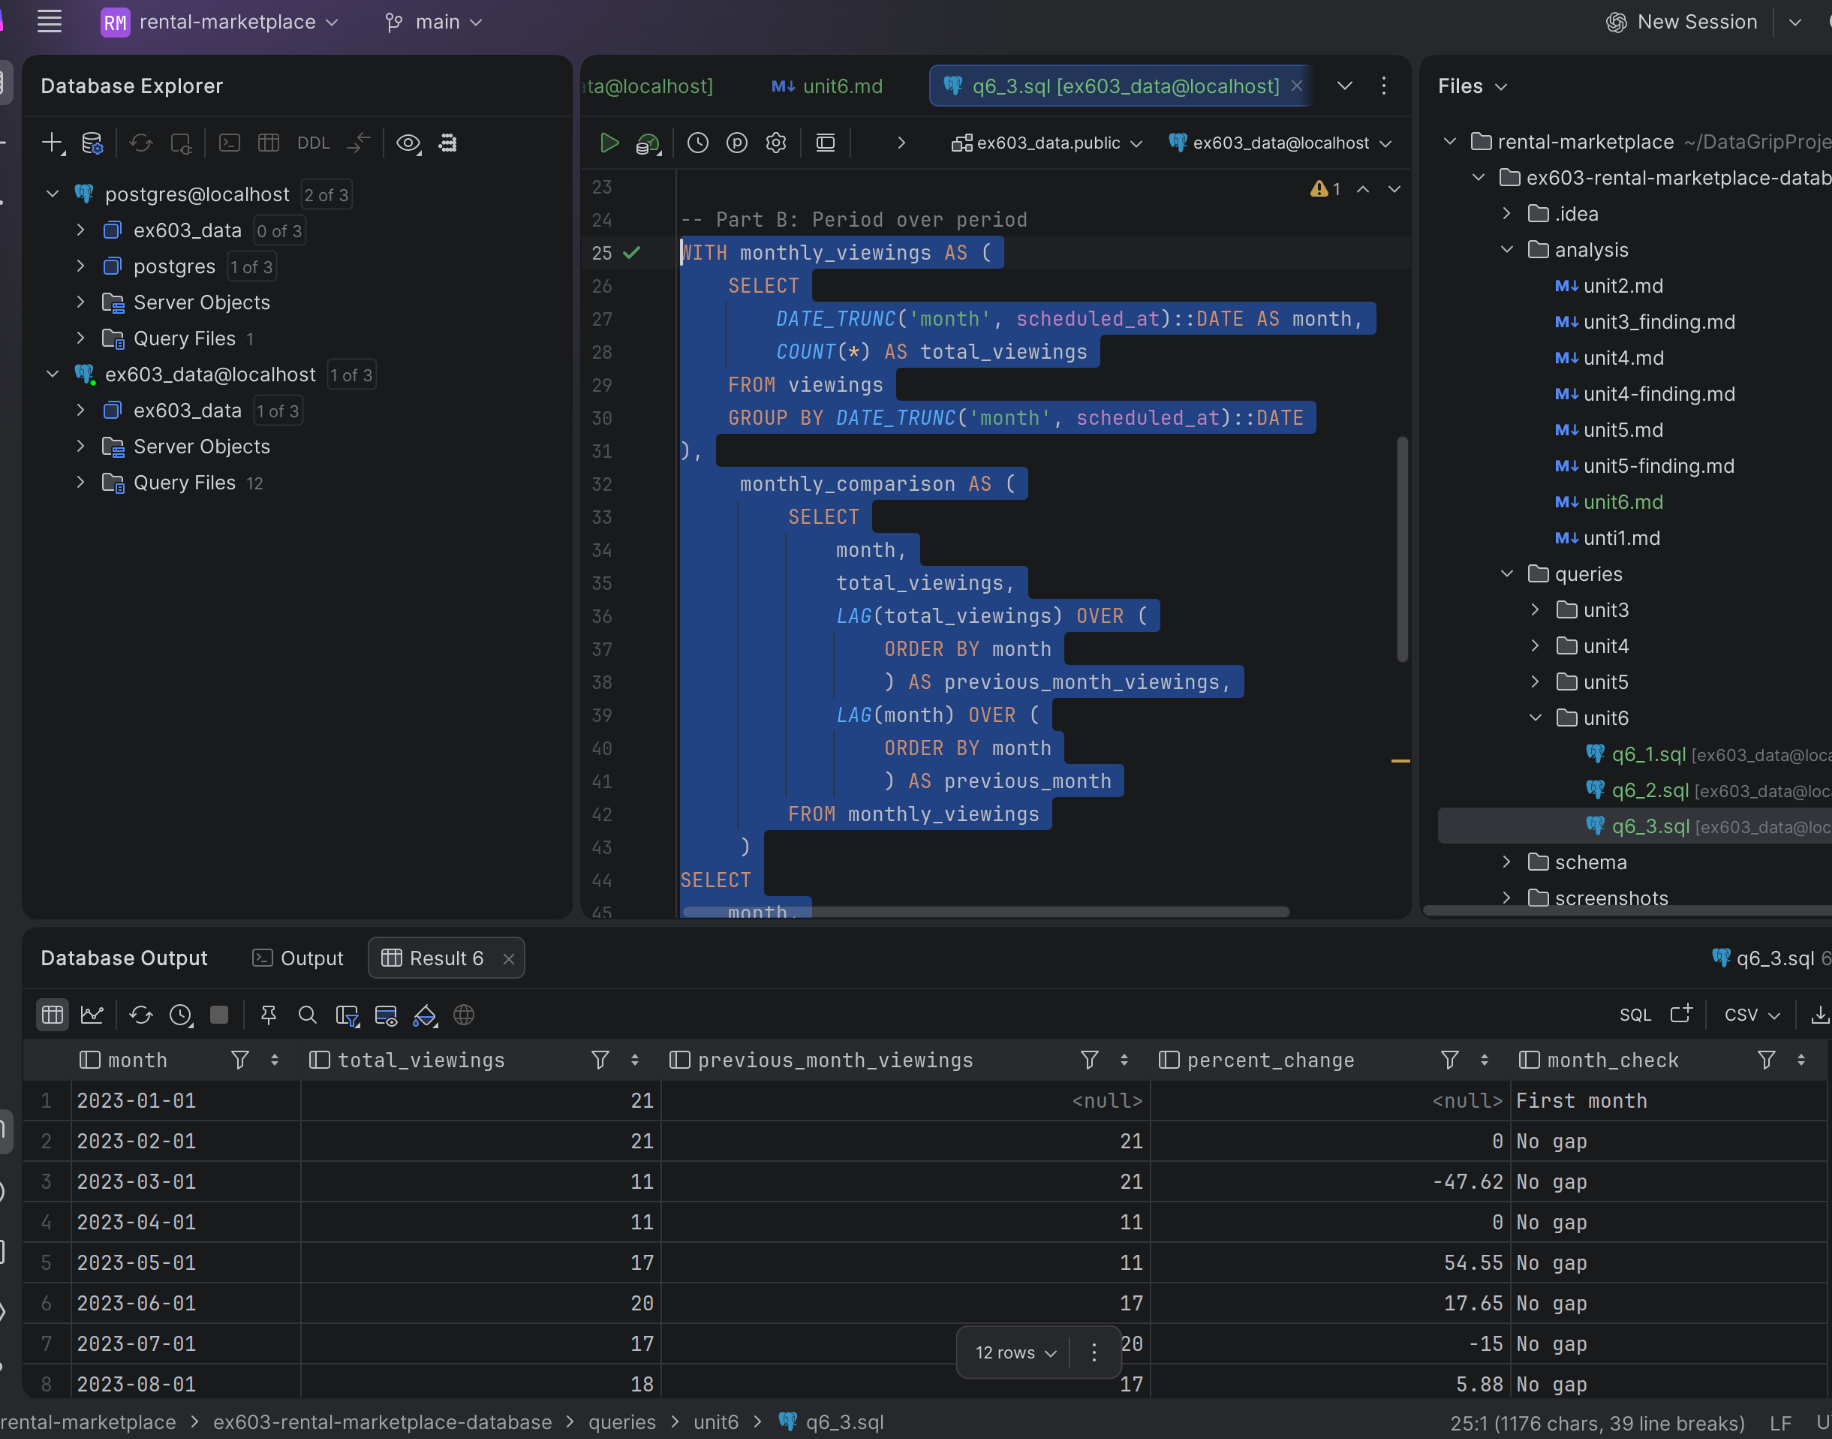 RM rental-marketplace main New Session
Database Explorer
DDL
postgres@localhost 2 of 3
ex603_data 0 of 3
postgres 1 of 3
Server Objects
Query Files 1
ex603_data@localhost 1 of 3
ex603_data 1 of 3
Server Objects
Query Files 12
ta@localhost] M↓ unit6.md q6_3.sql [ex603_data@localhost]
ex603_data.public ex603_data@localhost
1
23
24 -- Part B: Period over period
25 WITH monthly_viewings AS (
26 SELECT
27 DATE_TRUNC('month', scheduled_at)::DATE AS month,
28 COUNT(*) AS total_viewings
29 FROM viewings
30 GROUP BY DATE_TRUNC('month', scheduled_at)::DATE
31 ),
32 monthly_comparison AS (
33 SELECT
34 month,
35 total_viewings,
36 LAG(total_viewings) OVER (
37 ORDER BY month
38 ) AS previous_month_viewings,
39 LAG(month) OVER (
40 ORDER BY month
41 ) AS previous_month
42 FROM monthly_viewings
43 )
44 SELECT
45 month,
Files
rental-marketplace ~/DataGripProje
ex603-rental-marketplace-datab
.idea
analysis
M↓ unit2.md
M↓ unit3_finding.md
M↓ unit4.md
M↓ unit4-finding.md
M↓ unit5.md
M↓ unit5-finding.md
M↓ unit6.md
M↓ unti1.md
queries
unit3
unit4
unit5
unit6
q6_1.sql [ex603_data@loca
q6_2.sql [ex603_data@loc
q6_3.sql [ex603_data@loc
schema
screenshots
Database Output Output Result 6 q6_3.sql 6
SQL CSV
month total_viewings previous_month_viewings percent_change month_check
1 2023-01-01 21 <null> <null> First month
2 2023-02-01 21 21 0 No gap
3 2023-03-01 11 21 -47.62 No gap
4 2023-04-01 11 11 0 No gap
5 2023-05-01 17 11 54.55 No gap
6 2023-06-01 20 17 17.65 No gap
7 2023-07-01 17 20 -15 No gap
12 rows
8 2023-08-01 18 17 5.88 No gap
rental-marketplace > ex603-rental-marketplace-database > queries > unit6 > q6_3.sql 25:1 (1176 chars, 39 line breaks) LF U